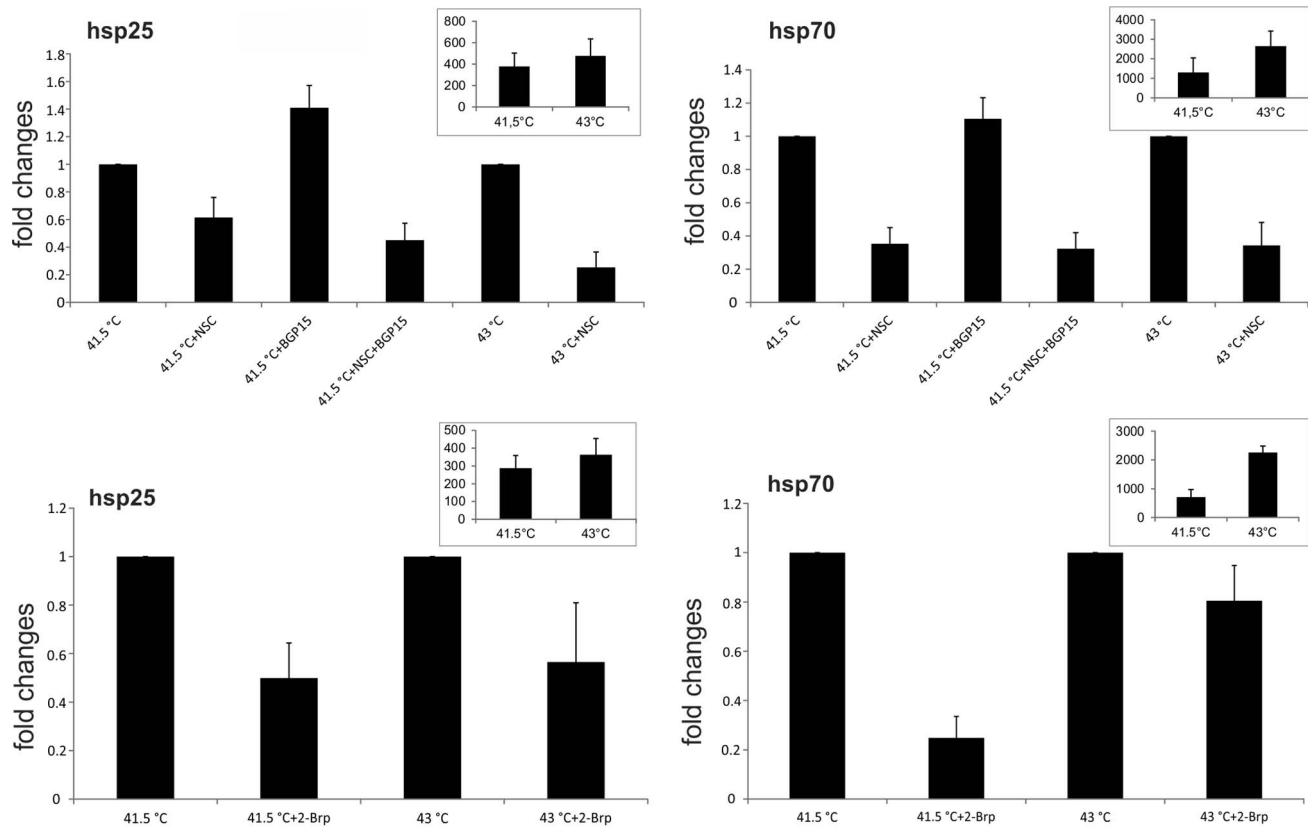 hsp25
fold changes
1.8
1.6
1.4
1.2
1
0.8
0.6
0.4
0.2
0
41.5 °C
41.5 °C+NSC
41.5 °C+BGP15
41.5 °C+NSC+BGP15
43 °C
43 °C+NSC
800
600
400
200
0
41,5°C 43°C
hsp70
fold changes
1.4
1.2
1
0.8
0.6
0.4
0.2
0
41.5 °C
41.5 °C+NSC
41.5 °C+BGP15
41.5 °C+NSC+BGP15
43 °C
43 °C+NSC
4000
3000
2000
1000
0
41,5°C 43°C
hsp25
fold changes
1.2
1
0.8
0.6
0.4
0.2
0
41.5 °C 41.5 °C+2-Brp 43 °C 43 °C+2-Brp
500
400
300
200
100
0
41.5°C 43°C
hsp70
fold changes
1.2
1
0.8
0.6
0.4
0.2
0
41.5 °C 41.5 °C+2-Brp 43 °C 43 °C+2-Brp
3000
2000
1000
0
41.5°C 43°C